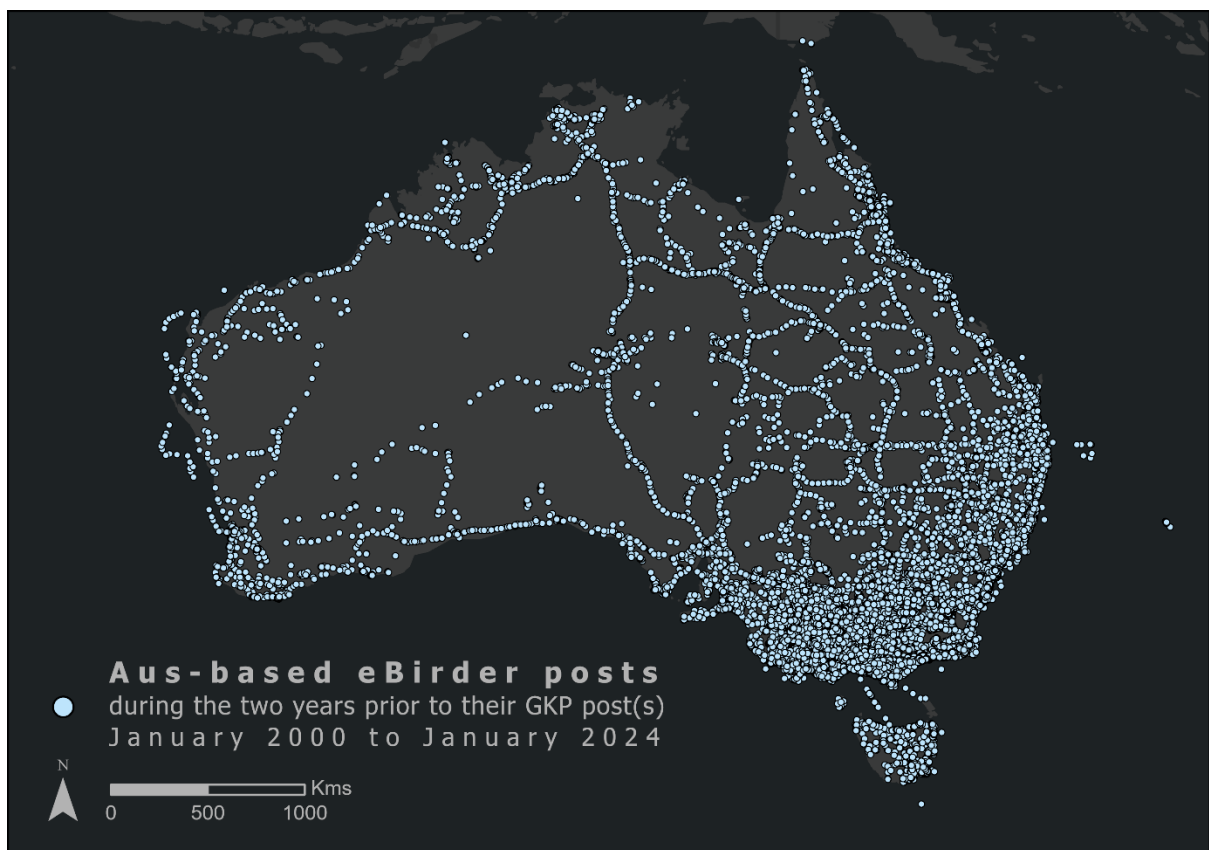 Aus-based eBirder posts
during the two years prior to their GKP post(s)
January 2000 to January 2024
N
Kms
0 500 1000